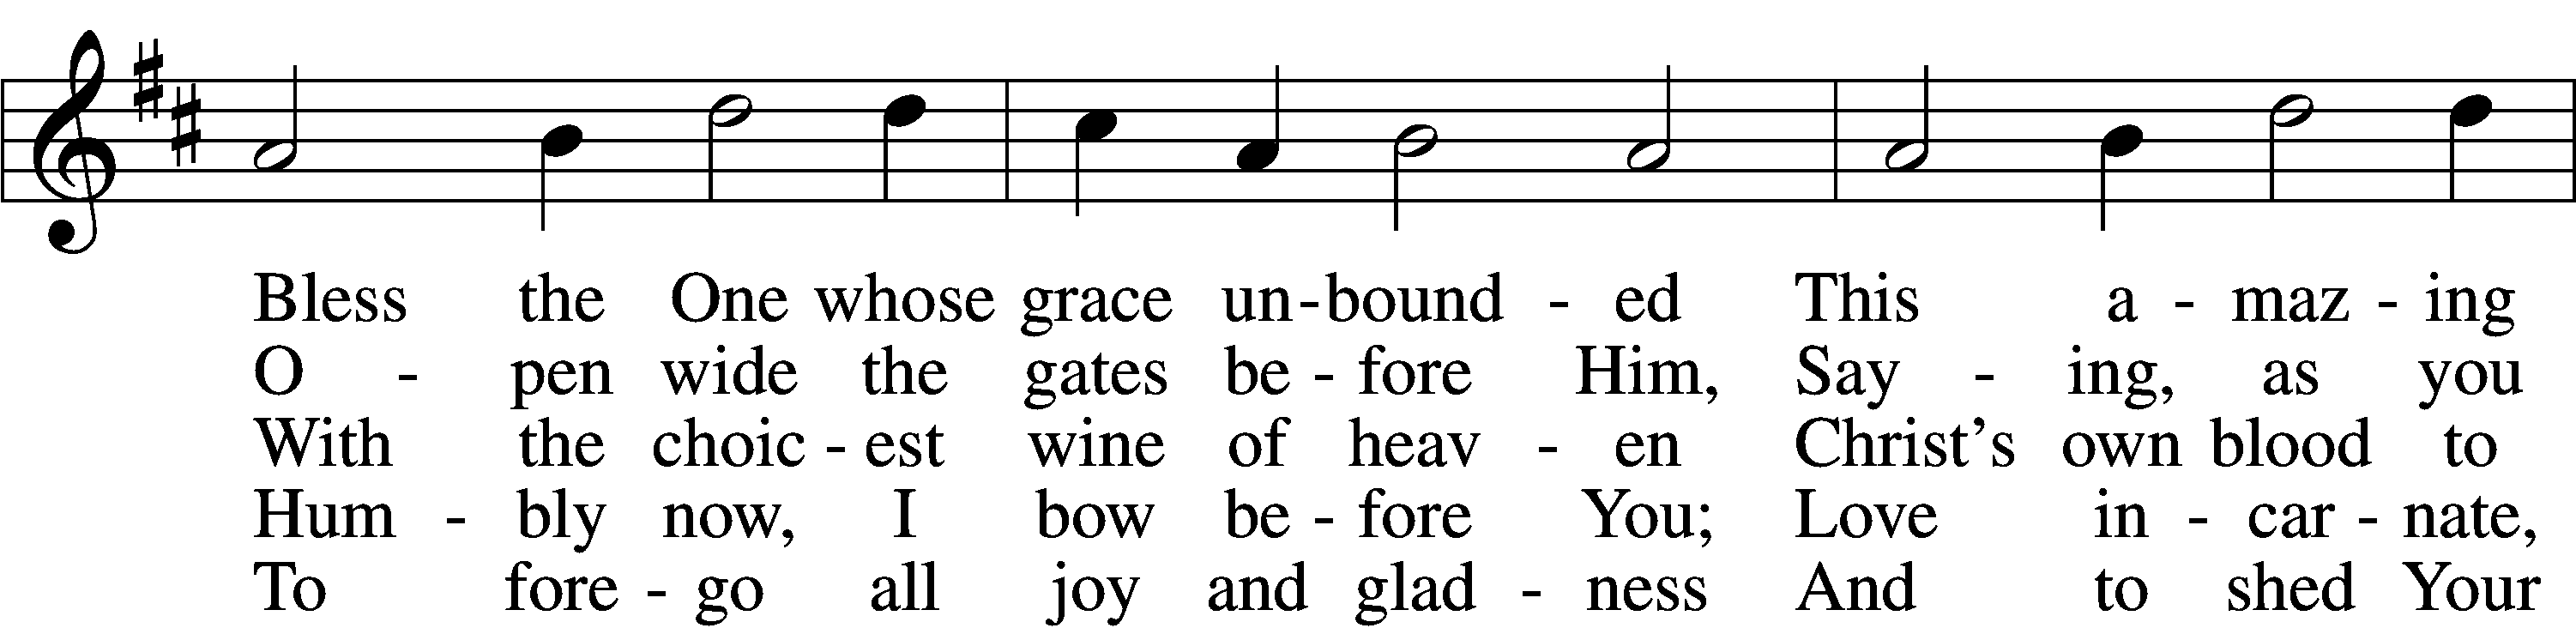 Bless the One whose grace un-bound - ed This a - maz - ing
O - pen wide the gates be - fore Him, Say - ing, as you
With the choic - est wine of heav - en Christ's own blood to
Hum - bly now, I bow be - fore You; Love in - car - nate,
To fore - go all joy and glad - ness And to shed Your